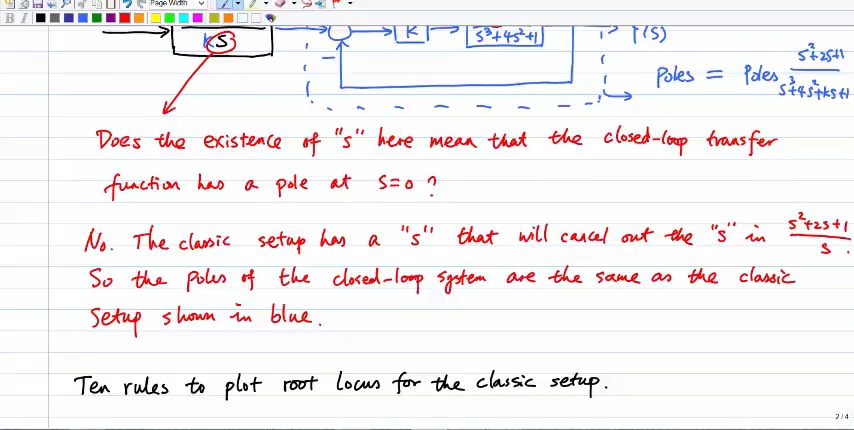 Page Width
B
KS
K
S³+4S²+1
Y(S)
Poles = Poles (S²+2S+1)/(S³+4S²+KS+1)
Does the existence of "S" here mean that the closed-loop transfer
function has a pole at S=0 ?
No. The classic setup has a "S" that will cancel out the "S" in (S²+2S+1)/S.
So the poles of the closed-loop system are the same as the classic
Setup shown in blue.
Ten rules to plot root locus for the classic setup.
2/4